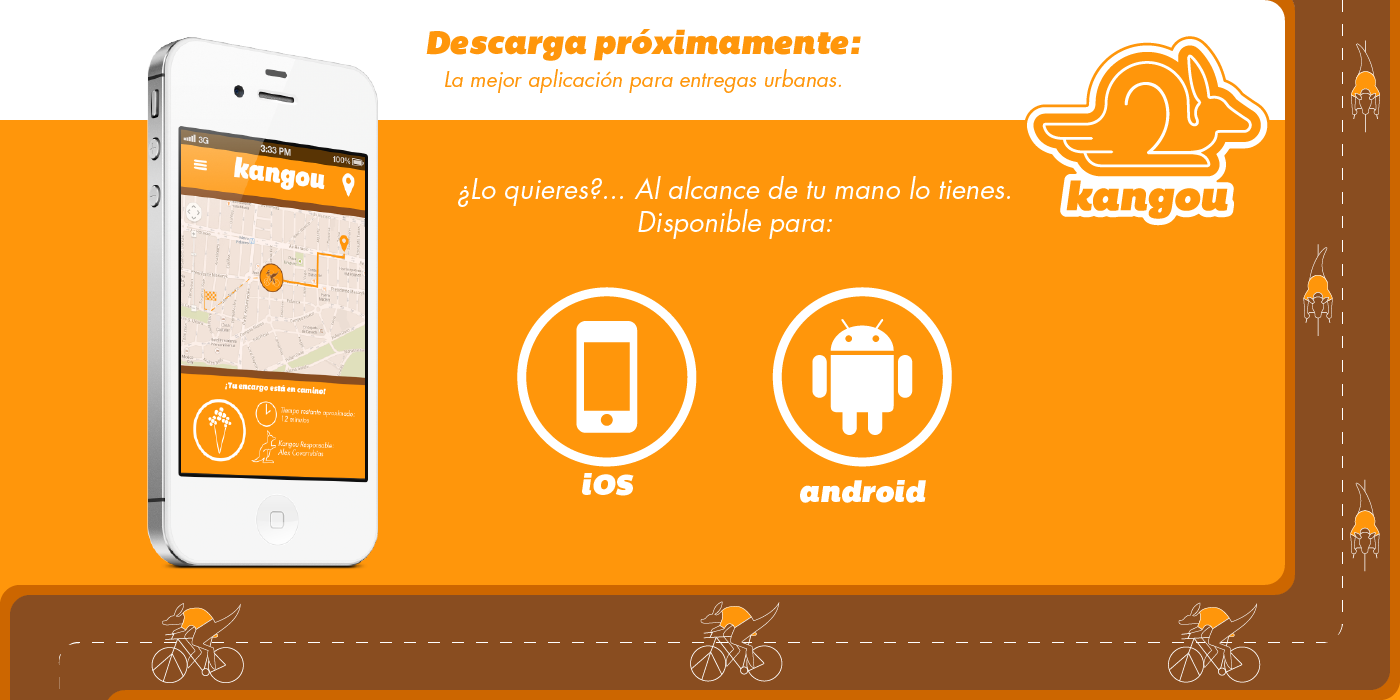 Descarga próximamente:
La mejor aplicación para entregas urbanas.
kangou
¿Lo quieres?... Al alcance de tu mano lo tienes.
Disponible para:
iOS
android
3G
3:33 PM
100%
kangou
¡Tu encargo está en camino!
Tiempo restante aproximado:
12 minutos
Kangou Responsable
Alex Covarrubias